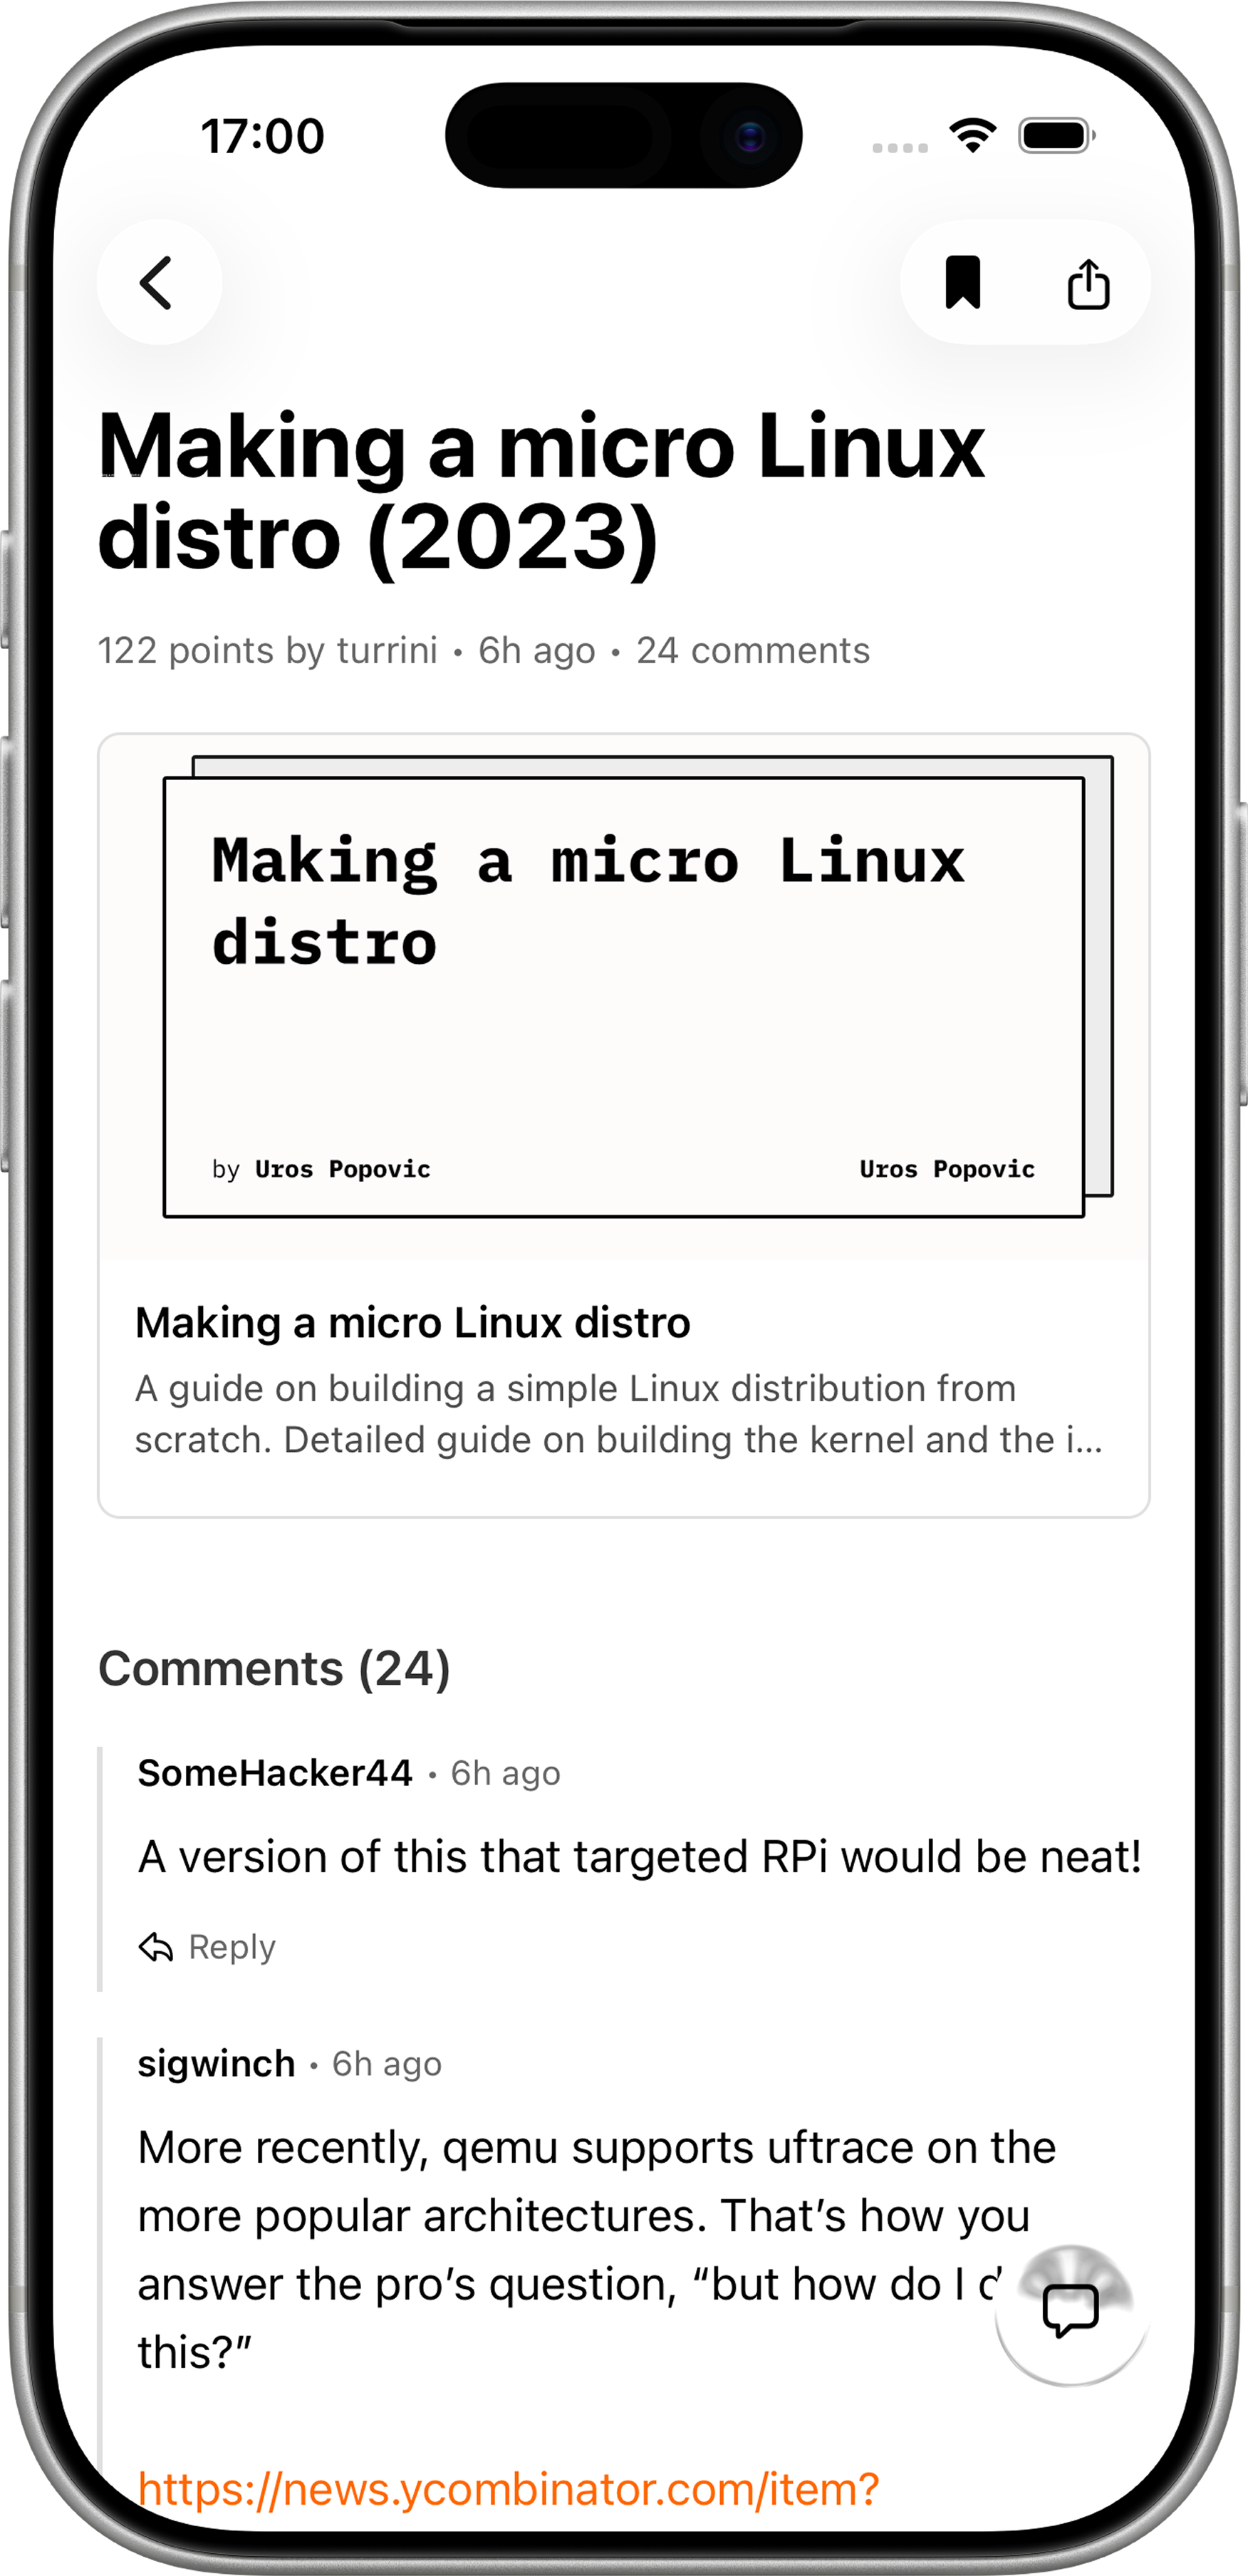 17:00
Making a micro Linux
distro (2023)
122 points by turrini • 6h ago • 24 comments
Making a micro Linux
distro
by Uros Popovic
Uros Popovic
Making a micro Linux distro
A guide on building a simple Linux distribution from
scratch. Detailed guide on building the kernel and the i...
Comments (24)
SomeHacker44 • 6h ago
A version of this that targeted RPi would be neat!
Reply
sigwinch • 6h ago
More recently, qemu supports uftrace on the
more popular architectures. That’s how you
answer the pro’s question, “but how do I
this?”
https://news.ycombinator.com/item?